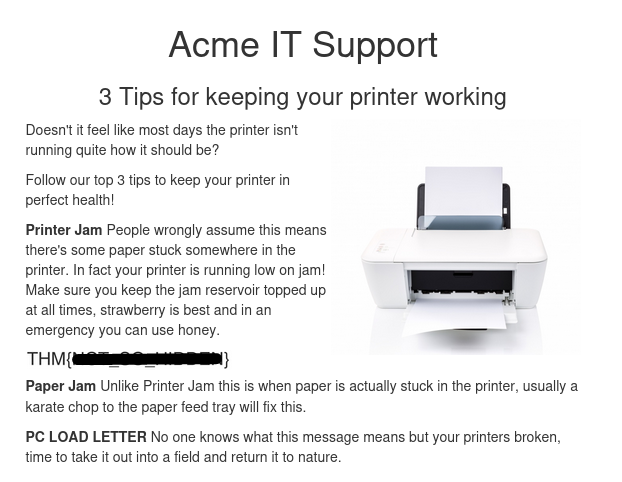 Acme IT Support
3 Tips for keeping your printer working
Doesn't it feel like most days the printer isn't
running quite how it should be?
Follow our top 3 tips to keep your printer in
perfect health!
Printer Jam People wrongly assume this means
there's some paper stuck somewhere in the
printer. In fact your printer is running low on jam!
Make sure you keep the jam reservoir topped up
at all times, strawberry is best and in an
emergency you can use honey.
THM{}
Paper Jam Unlike Printer Jam this is when paper is actually stuck in the printer, usually a
karate chop to the paper feed tray will fix this.
PC LOAD LETTER No one knows what this message means but your printers broken,
time to take it out into a field and return it to nature.